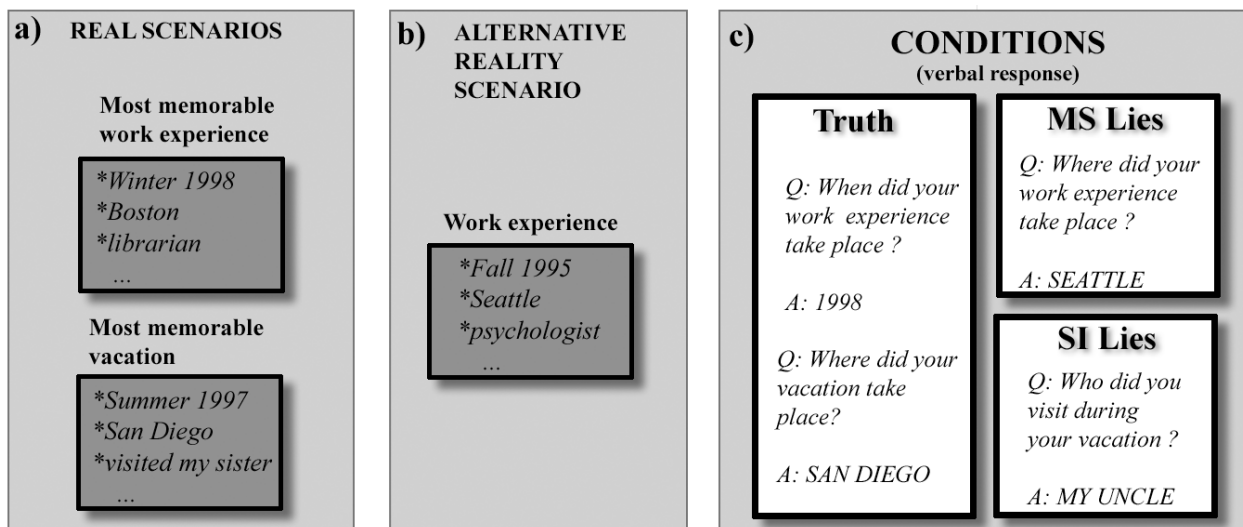 a) REAL SCENARIOS
Most memorable
work experience
*Winter 1998
*Boston
*librarian
...
Most memorable
vacation
*Summer 1997
*San Diego
*visited my sister
...
b) ALTERNATIVE
REALITY
SCENARIO
Work experience
*Fall 1995
*Seattle
*psychologist
...
c) CONDITIONS
(verbal response)
Truth
Q: When did your
work experience
take place ?
A: 1998
Q: Where did your
vacation take
place?
A: SAN DIEGO
MS Lies
Q: Where did your
work experience
take place ?
A: SEATTLE
SI Lies
Q: Who did you
visit during
your vacation ?
A: MY UNCLE